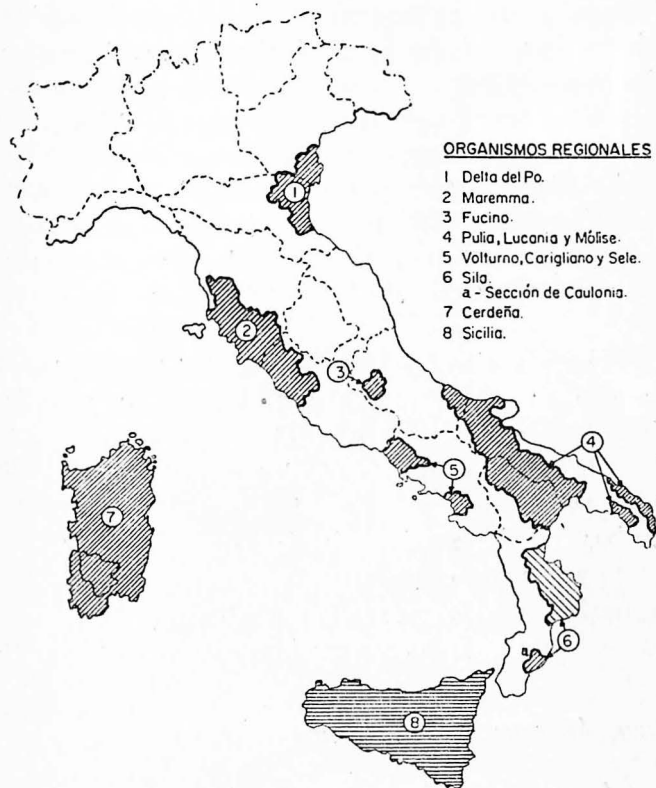 ORGANISMOS REGIONALES
1 Delta del Po.
2 Maremma.
3 Fucino.
4 Pulia, Lucania y Mólise.
5 Volturno, Carigliano y Sele.
6 Sila.
a - Sección de Caulonia.
7 Cerdeña.
8 Sicilia.
1
2
3
4
5
7
a
6
8